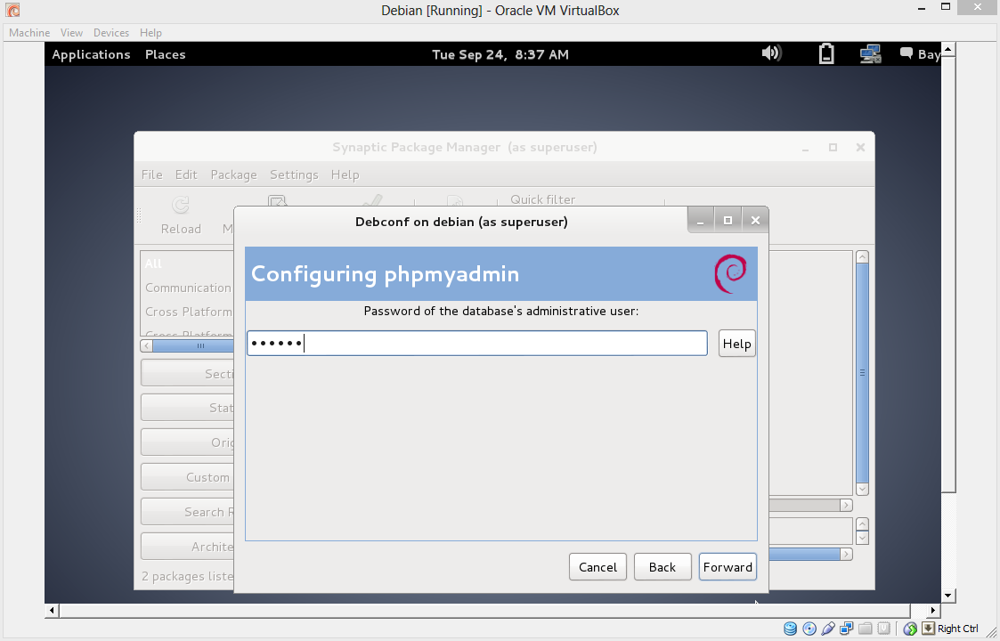 Debian [Running] - Oracle VM VirtualBox
Machine View Devices Help
Applications Places Tue Sep 24, 8:37 AM Bay
Synaptic Package Manager (as superuser)
File Edit Package Settings Help
Quick filter
Reload M
Debconf on debian (as superuser)
All
Configuring phpmyadmin
Communication
Password of the database's administrative user:
Cross Platform
Cross Platform
Help
Secti
Stat
Orig
Custom
Search R
Archite
Cancel Back Forward
2 packages liste
Right Ctrl